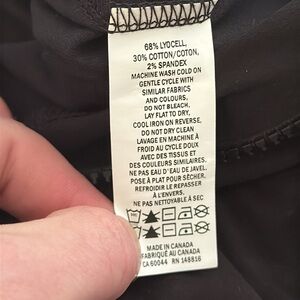 68% LYOCELL,
30% COTTON/COTON,
2% SPANDEX
MACHINE WASH COLD ON
GENTLE CYCLE WITH
SIMILAR FABRICS
AND COLOURS,
DO NOT BLEACH,
LAY FLAT TO DRY,
COOL IRON ON REVERSE,
DO NOT DRY CLEAN
LAVAGE EN MACHINE À
FROID AU CYCLE DOUX
AVEC DES TISSUS ET
DES COULEURS SIMILAIRES.
NE PAS EAU D'EAU DE JAVEL.
POSE À PLAT POUR SÉCHER,
REFROIDIR LE REPASSER
À L'ENVERS.
NE PAS NETTOYABLE À SEC
MADE IN CANADA
FABRIQUÉ AU CANADA
CA 60044 RN 148816